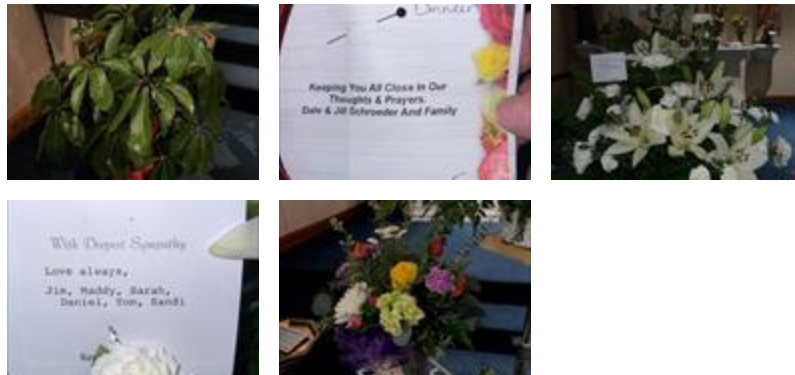 Dinner
Keeping You All Close In Our
Thoughts & Prayers.
Dale & Jill Schroeder And Family
With Deepest Sympathy
Love always,
Jim, Maddy, Sarah,
Daniel, Tom, Sandi